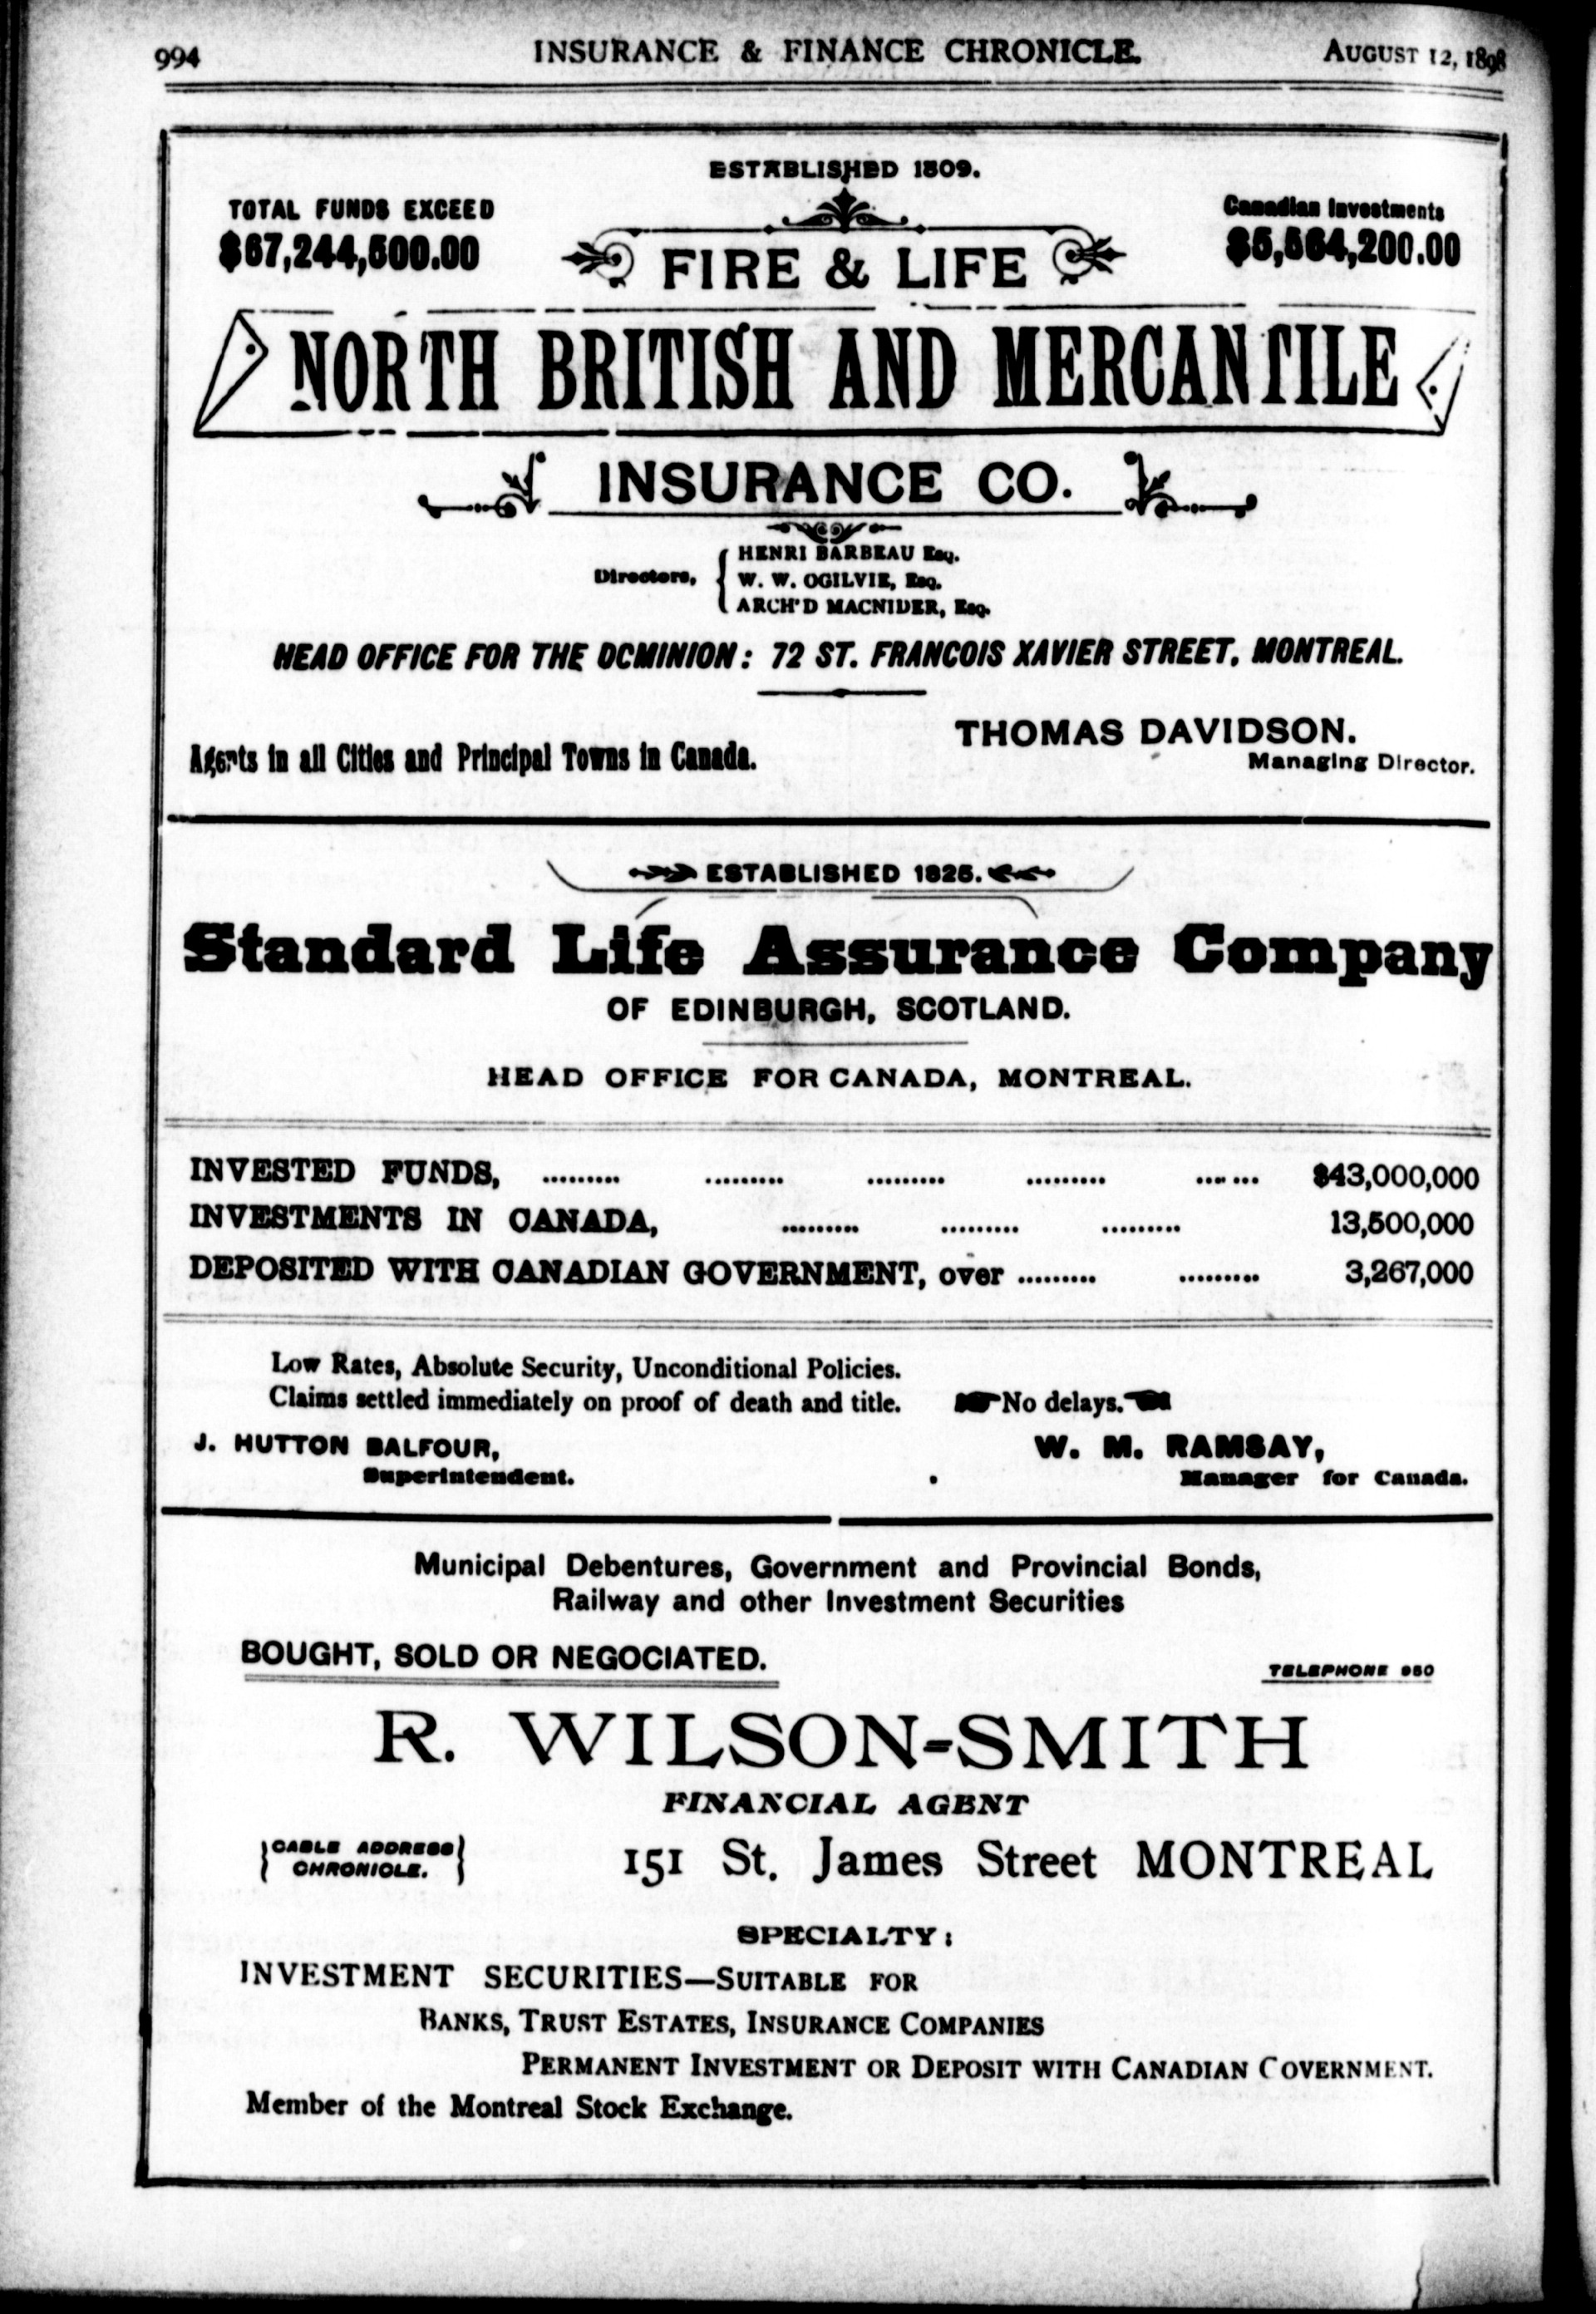 994 INSURANCE & FINANCE CHRONICLE. AUGUST 12, 1898
ESTABLISHED 1809.
TOTAL FUNDS EXCEED
$67,244,500.00
Canadian Investments
$5,564,200.00
FIRE & LIFE
NORTH BRITISH AND MERCANTILE
INSURANCE CO.
Directors,
HENRI BARBEAU Esq.
W. W. OGILVIE, Esq.
ARCH'D MACNIDER, Esq.
HEAD OFFICE FOR THE DOMINION: 72 ST. FRANCOIS XAVIER STREET, MONTREAL.
Agents in all Cities and Principal Towns in Canada.
THOMAS DAVIDSON.
Managing Director.
ESTABLISHED 1825.
Standard Life Assurance Company
OF EDINBURGH, SCOTLAND.
HEAD OFFICE FOR CANADA, MONTREAL.
INVESTED FUNDS, ......... ......... ......... ......... ....... $43,000,000
INVESTMENTS IN CANADA, ......... ......... ......... 13,500,000
DEPOSITED WITH CANADIAN GOVERNMENT, over ......... ......... 3,267,000
Low Rates, Absolute Security, Unconditional Policies.
Claims settled immediately on proof of death and title. No delays.
J. HUTTON BALFOUR,
Superintendent.
W. M. RAMSAY,
Manager for Canada.
Municipal Debentures, Government and Provincial Bonds,
Railway and other Investment Securities
BOUGHT, SOLD OR NEGOCIATED.
TELEPHONE 950
R. WILSON-SMITH
FINANCIAL AGENT
CABLE ADDRESS
CHRONICLE.
151 St. James Street MONTREAL
SPECIALTY:
INVESTMENT SECURITIES—SUITABLE FOR
BANKS, TRUST ESTATES, INSURANCE COMPANIES
PERMANENT INVESTMENT OR DEPOSIT WITH CANADIAN GOVERNMENT.
Member of the Montreal Stock Exchange.